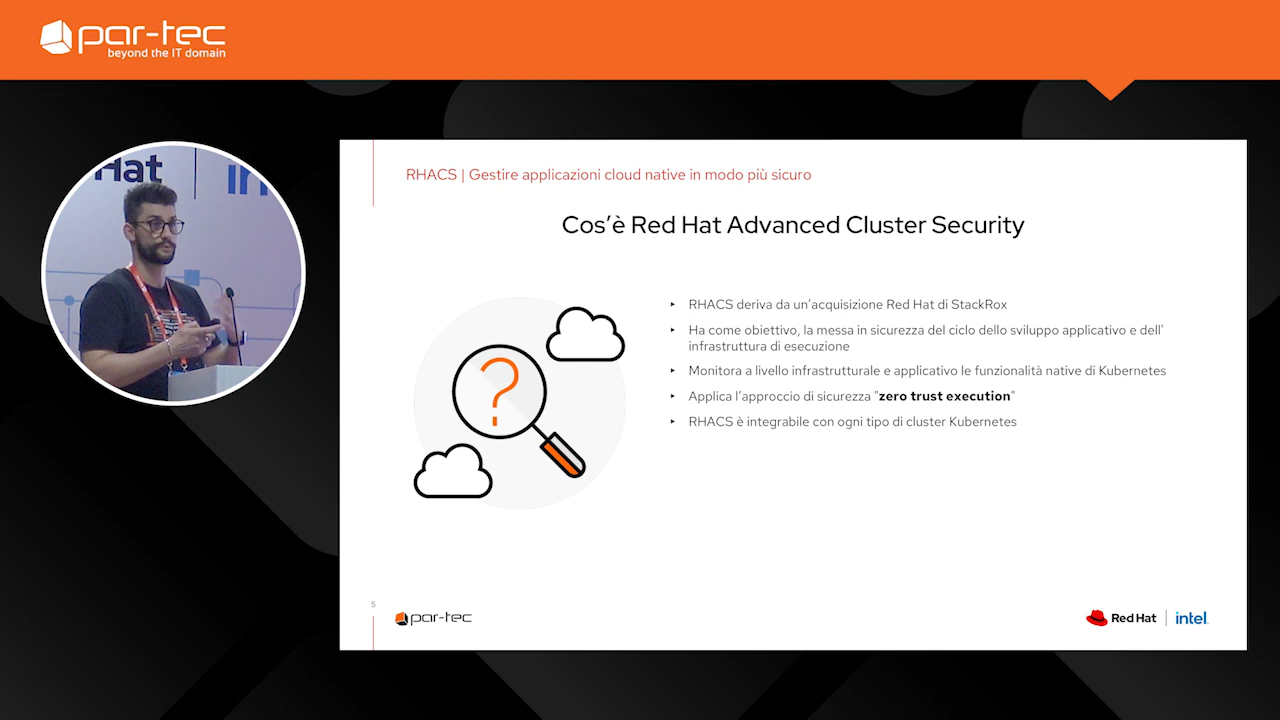 par-tec
beyond the IT domain
Hat
in
RHACS | Gestire applicazioni cloud native in modo più sicuro
Cos'è Red Hat Advanced Cluster Security
‣ RHACS deriva da un'acquisizione Red Hat di StackRox
‣ Ha come obiettivo, la messa in sicurezza del ciclo dello sviluppo applicativo e dell'
infrastruttura di esecuzione
‣ Monitora a livello infrastrutturale e applicativo le funzionalità native di Kubernetes
‣ Applica l'approccio di sicurezza "zero trust execution"
‣ RHACS è integrabile con ogni tipo di cluster Kubernetes
?
5
par-tec
Red Hat | intel.